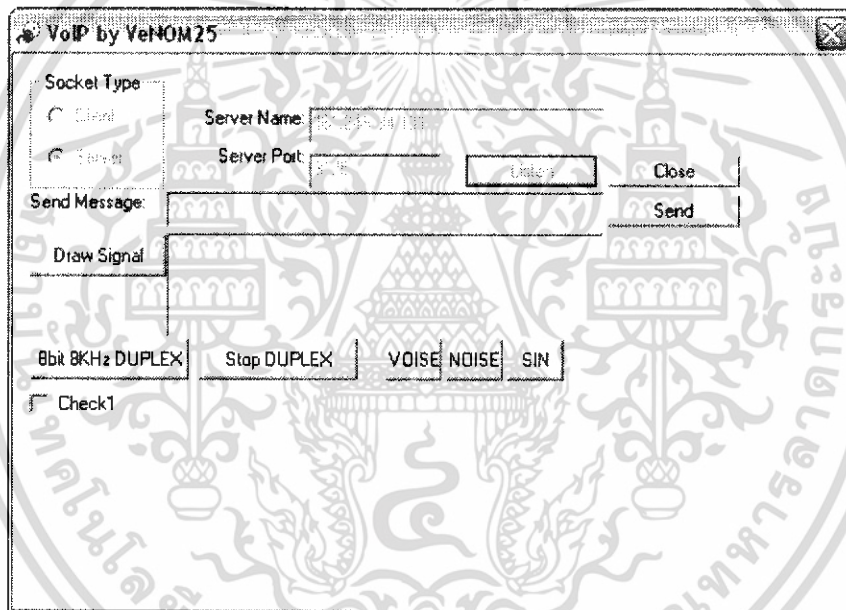 VoIP by VeNOM25
Socket Type
Client
Server Name:
Server
Server Port:
Listen
Close
Send Message:
Send
Draw Signal
8bit 8KHz DUPLEX
Stop DUPLEX
VOISE
NOISE
SIN
Check1